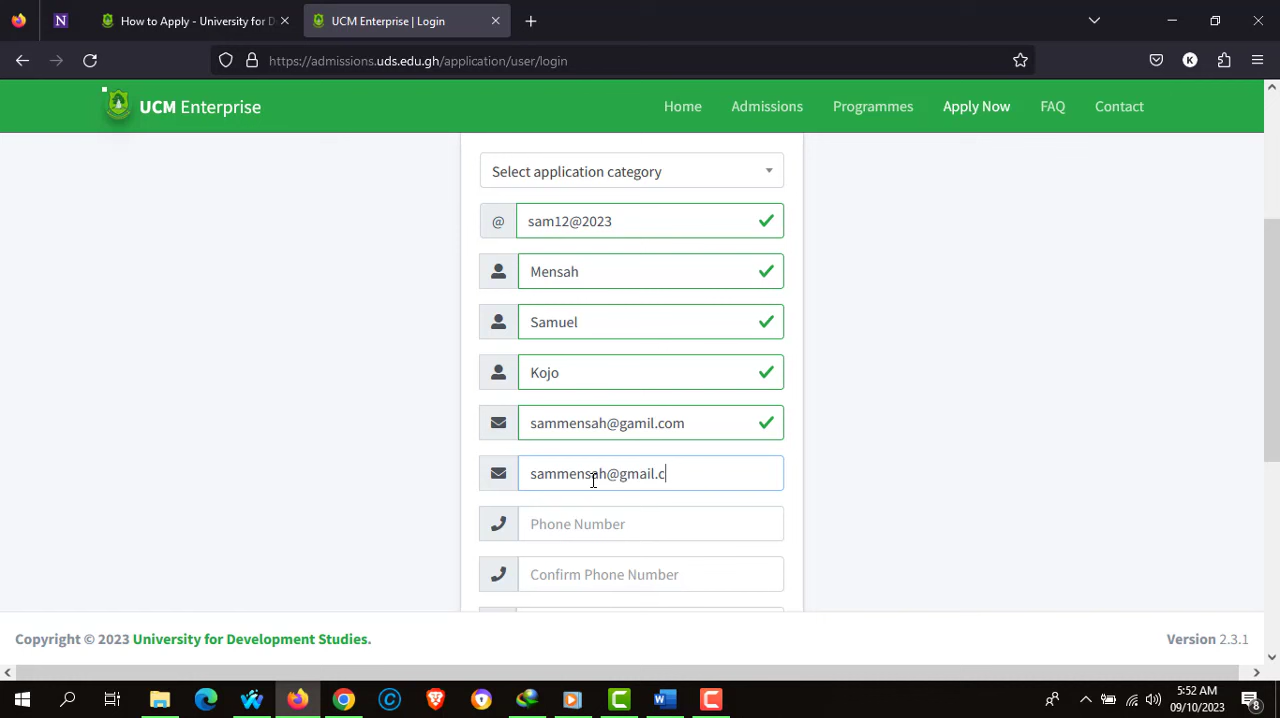 How to Apply - University for D
UCM Enterprise | Login
https://admissions.uds.edu.gh/application/user/login
K
UCM Enterprise
Home
Admissions
Programmes
Apply Now
FAQ
Contact
Select application category
@ sam12@2023
Mensah
Samuel
Kojo
sammensah@gamil.com
sammensah@gmail.c
Phone Number
Confirm Phone Number
Copyright © 2023 University for Development Studies.
Version 2.3.1
5:52 AM
09/10/2023
8